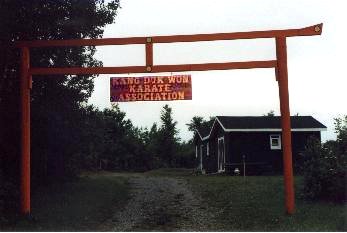 KANG DUK WON
KARATE
ASSOCIATION